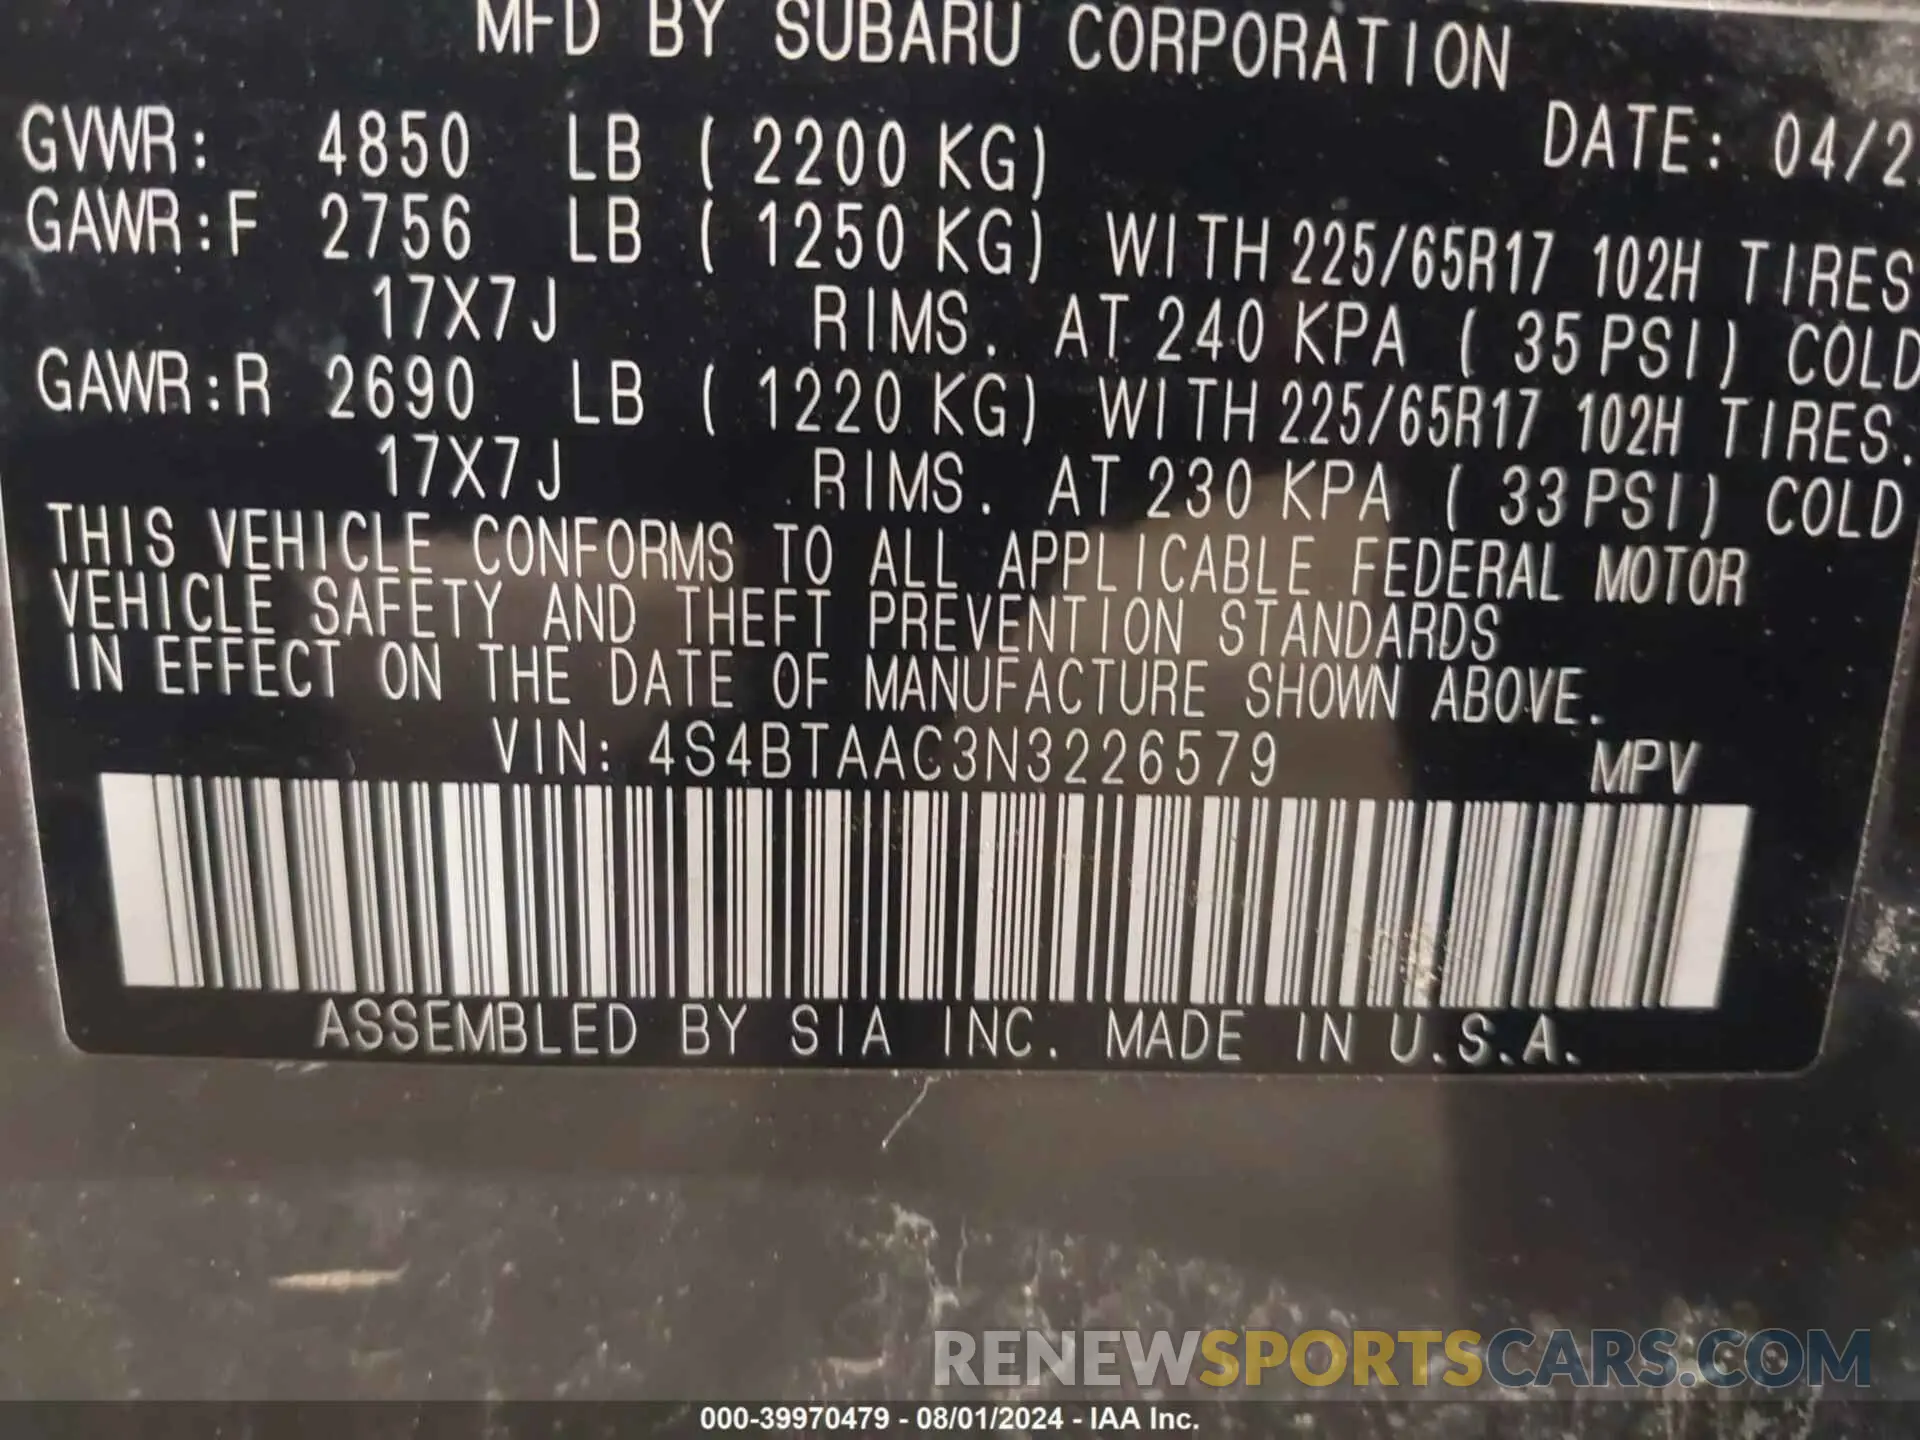 MFD BY SUBARU CORPORATION
DATE: 04/2
GVWR: 4850 LB ( 2200 KG)
GAWR:F 2756 LB ( 1250 KG) WITH 225/65R17 102H TIRES
17X7J RIMS. AT 240 KPA ( 35 PSI) COLD
GAWR:R 2690 LB ( 1220 KG) WITH 225/65R17 102H TIRES.
17X7J RIMS. AT 230 KPA ( 33 PSI) COLD
THIS VEHICLE CONFORMS TO ALL APPLICABLE FEDERAL MOTOR
VEHICLE SAFETY AND THEFT PREVENTION STANDARDS
IN EFFECT ON THE DATE OF MANUFACTURE SHOWN ABOVE.
VIN: 4S4BTAAC3N3226579 MPV
ASSEMBLED BY SIA INC. MADE IN U.S.A.
RENEWSPORTSCARS.COM
000-39970479 - 08/01/2024 - IAA Inc.